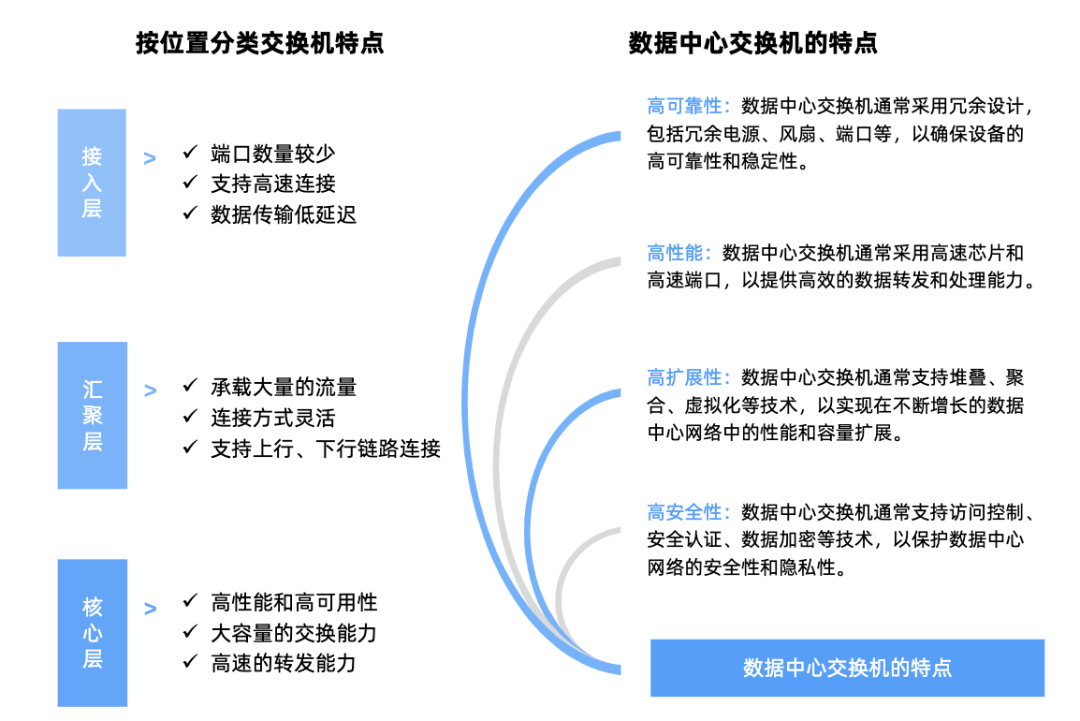 按位置分类交换机特点
接入层
>
✓ 端口数量较少
✓ 支持高速连接
✓ 数据传输低延迟
汇聚层
>
✓ 承载大量的流量
✓ 连接方式灵活
✓ 支持上行、下行链路连接
核心层
>
✓ 高性能和高可用性
✓ 大容量的交换能力
✓ 高速的转发能力
数据中心交换机的特点
高可靠性：数据中心交换机通常采用冗余设计，
包括冗余电源、风扇、端口等，以确保设备的
高可靠性和稳定性。
高性能：数据中心交换机通常采用高速芯片和
高速端口，以提供高效的数据转发和处理能力。
高扩展性：数据中心交换机通常支持堆叠、聚
合、虚拟化等技术，以实现在不断增长的数据
中心网络中的性能和容量扩展。
高安全性：数据中心交换机通常支持访问控制、
安全认证、数据加密等技术，以保护数据中心
网络的安全性和隐私性。
数据中心交换机的特点